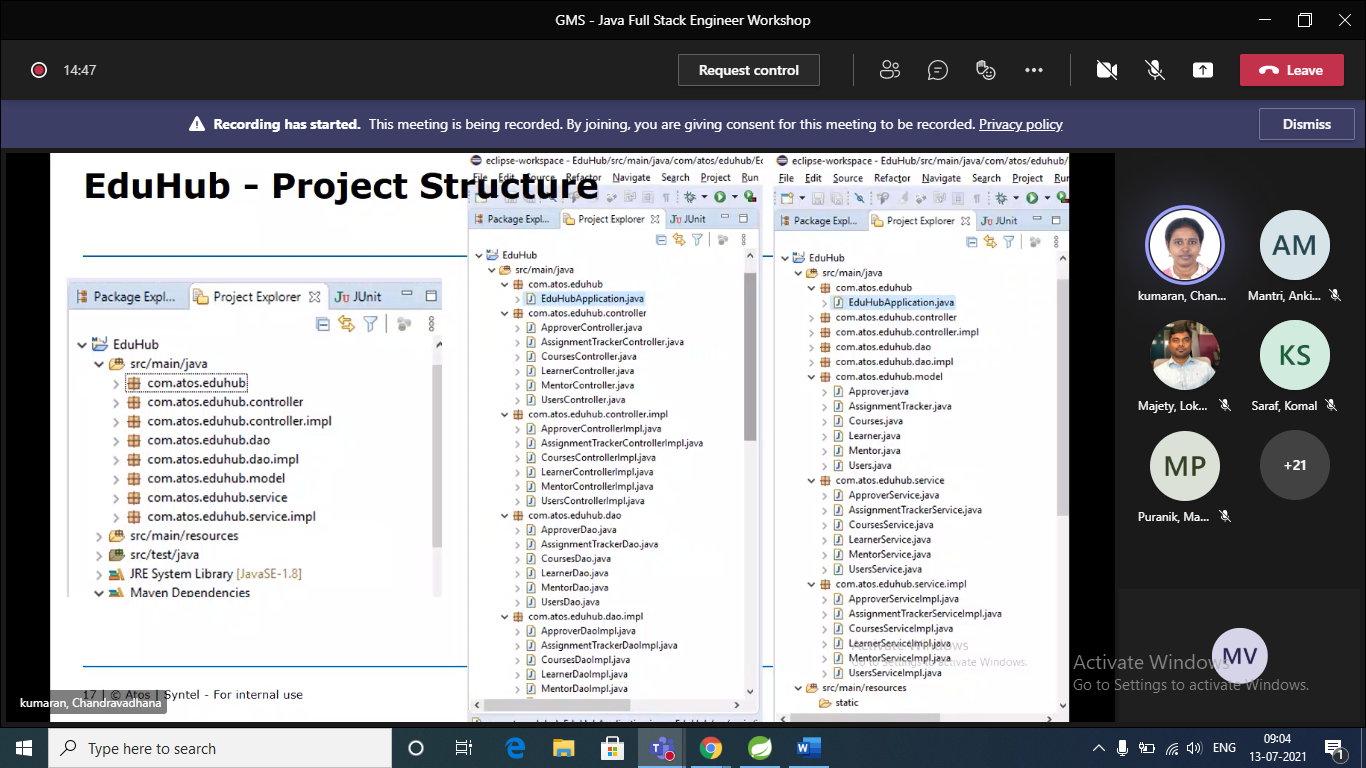 GMS - Java Full Stack Engineer Workshop
14:47
Request control
Leave
Recording has started. This meeting is being recorded. By joining, you are giving consent for this meeting to be recorded. Privacy policy
Dismiss
EduHub - Project Structure
Package Expl...
Project Explorer
JUnit
EduHub
src/main/java
com.atos.eduhub
com.atos.eduhub.controller
com.atos.eduhub.controller.impl
com.atos.eduhub.dao
com.atos.eduhub.dao.impl
com.atos.eduhub.model
com.atos.eduhub.service
com.atos.eduhub.service.impl
src/main/resources
src/test/java
JRE System Library [JavaSE-1.8]
Maven Dependencies
eclipse-workspace - EduHub/src/main/java/com/atos/eduhub/Ec
Navigate Search Project Run
Package Expl...
Project Explorer
JUnit
EduHub
src/main/java
com.atos.eduhub
EduHubApplication.java
com.atos.eduhub.controller
ApproverController.java
AssignmentTrackerController.java
CoursesController.java
LearnerController.java
MentorController.java
UsersController.java
com.atos.eduhub.controller.impl
ApproverControllerImpl.java
AssignmentTrackerControllerImpl.java
CoursesControllerImpl.java
LearnerControllerImpl.java
MentorControllerImpl.java
UsersControllerImpl.java
com.atos.eduhub.dao
ApproverDao.java
AssignmentTrackerDao.java
CoursesDao.java
LearnerDao.java
MentorDao.java
UsersDao.java
com.atos.eduhub.dao.impl
ApproverDaoImpl.java
AssignmentTrackerDaoImpl.java
CoursesDaoImpl.java
LearnerDaoImpl.java
MentorDaoImpl.java
eclipse-workspace - EduHub/src/main/java/com/atos/eduhub/
File Edit Source Refactor Navigate Search Project Run
Package Expl...
Project Explorer
JUnit
EduHub
src/main/java
com.atos.eduhub
EduHubApplication.java
com.atos.eduhub.controller
com.atos.eduhub.controller.impl
com.atos.eduhub.dao
com.atos.eduhub.dao.impl
com.atos.eduhub.model
Approver.java
AssignmentTracker.java
Courses.java
Learner.java
Mentor.java
Users.java
com.atos.eduhub.service
ApproverService.java
AssignmentTrackerService.java
CoursesService.java
LearnerService.java
MentorService.java
UsersService.java
com.atos.eduhub.service.impl
ApproverServiceImpl.java
AssignmentTrackerServiceImpl.java
CoursesServiceImpl.java
LearnerServiceImpl.java
MentorServiceImpl.java
UsersServiceImpl.java
src/main/resources
static
Activate Windows
Go to Settings to activate Windows.
17 | © Atos | Syntel - For internal use
kumaran, Chandravadhana
kumaran, Chan...
AM
Mantri, Anki...
Majety, Lok...
KS
Saraf, Komal
MP
Puranik, Ma...
+21
MV
Activate Windows
Go to Settings to activate Windows.
Type here to search
ENG
09:04
13-07-2021
1